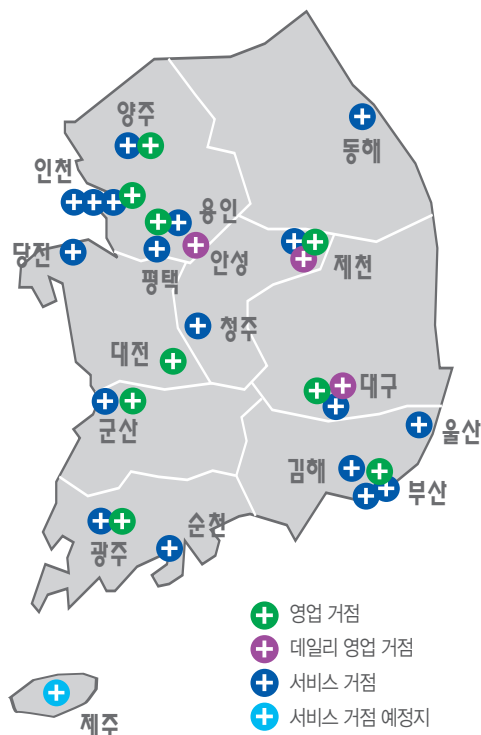 양주
동해
인천
용인
당진
안성
평택
제천
청주
대전
대구
군산
울산
김해
부산
순천
광주
영업 거점
데일리 영업 거점
서비스 거점
서비스 거점 예정지
제주